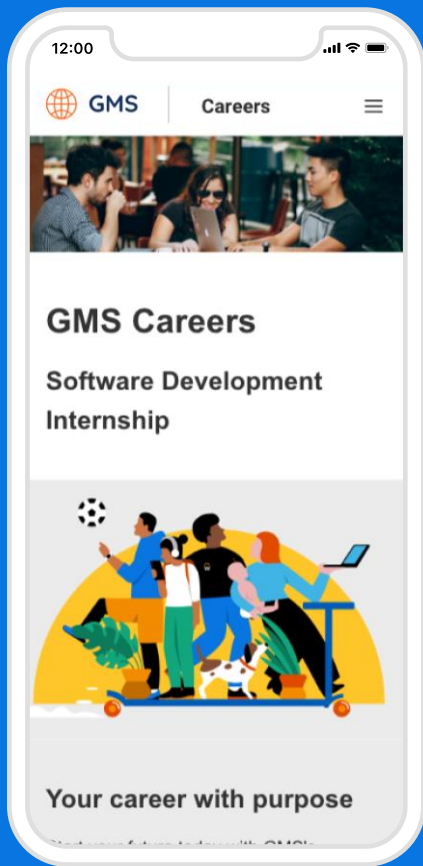 12:00
GMS
Careers
GMS Careers
Software Development
Internship
Your career with purpose